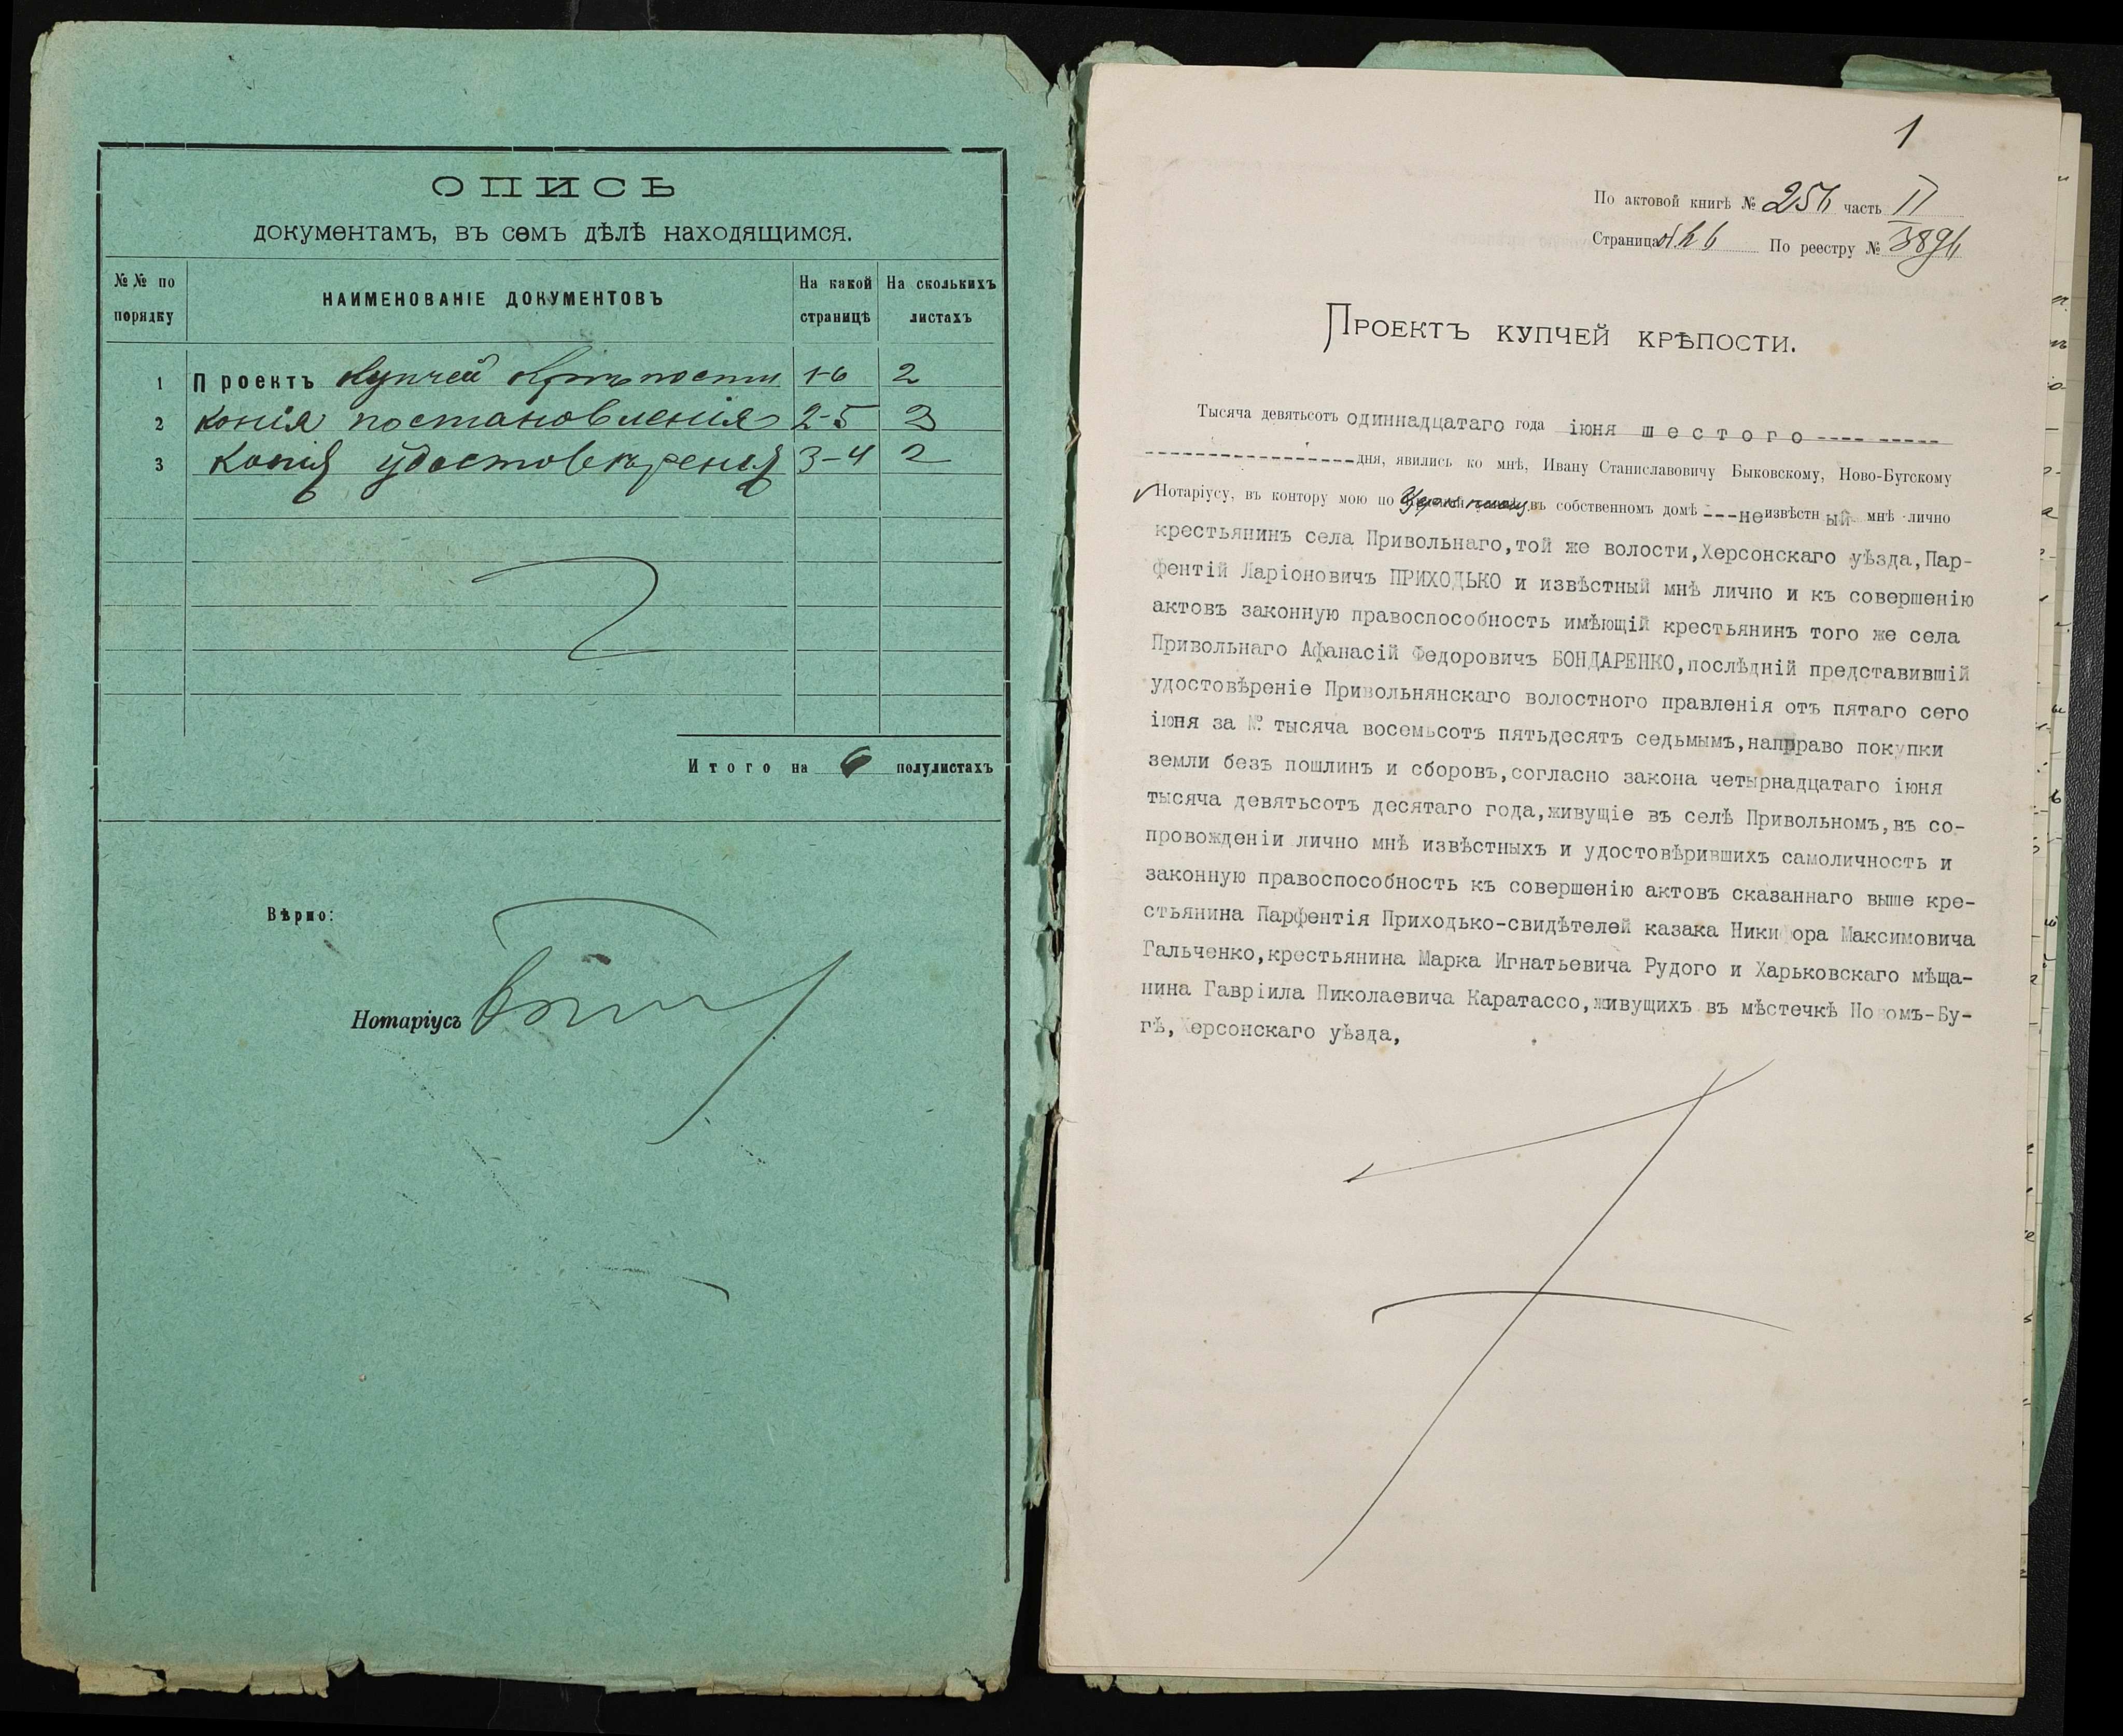 ОПИСЬ
документамъ, въ семъ дѣлѣ находящимся.
№№ по порядку
НАИМЕНОВАНІЕ ДОКУМЕНТОВЪ
На какой страницѣ
На сколькихъ листахъ
1 Проектъ купчей крѣпости 1-6 2
2 копія постановленія 2-5 2
3 Копія удостовѣренія 3-4 2
Итого на 6 полулистахъ
Вѣрно:
Нотаріусъ
1
По актовой книгѣ № 256 часть II
Страница По реестру № 3896
Проектъ купчей крѣпости.
Тысяча девятьсотъ одиннадцатаго года іюня шестого ---- -----
-----------------дня, явились ко мнѣ, Ивану Станиславовичу Быковскому, Ново-Бугскому
Нотаріусу, въ контору мою по въ собственномъ домѣ ---неизвѣстный мнѣ лично
крестьянинъ села Привольнаго,той же волости,Херсонскаго уѣзда,Пар-
фентій Ларіоновичъ ПРИХОДЬКО и извѣстный мнѣ лично и къ совершенію
актовъ законную правоспособность имѣющій крестьянинъ того же села
Привольнаго Афанасій Федоровичъ БОНДАРЕНКО,послѣдній представившій
удостовѣреніе Привольнянскаго волостного правленія отъ пятаго сего
іюня за № тысяча восемьсотъ пятьдесятъ седьмымъ,направо покупки
земли безъ пошлинъ и сборовъ,согласно закона четырнадцатаго іюня
тысяча девятьсотъ десятаго года,живущіе въ селѣ Привольномъ,въ со-
провожденіи лично мнѣ извѣстныхъ и удостовѣрившихъ самоличность и
законную правоспособность къ совершенію актовъ сказаннаго выше кре-
стьянина Парфентія Приходько-свидѣтелей казака Никифора Максимовича
Гальченко,крестьянина Марка Игнатьевича Рудого и Харьковскаго мѣща-
нина Гавріила Николаевича Каратассо,живущихъ въ мѣстечкѣ Новомъ-Бу-
гѣ,Херсонскаго уѣзда,